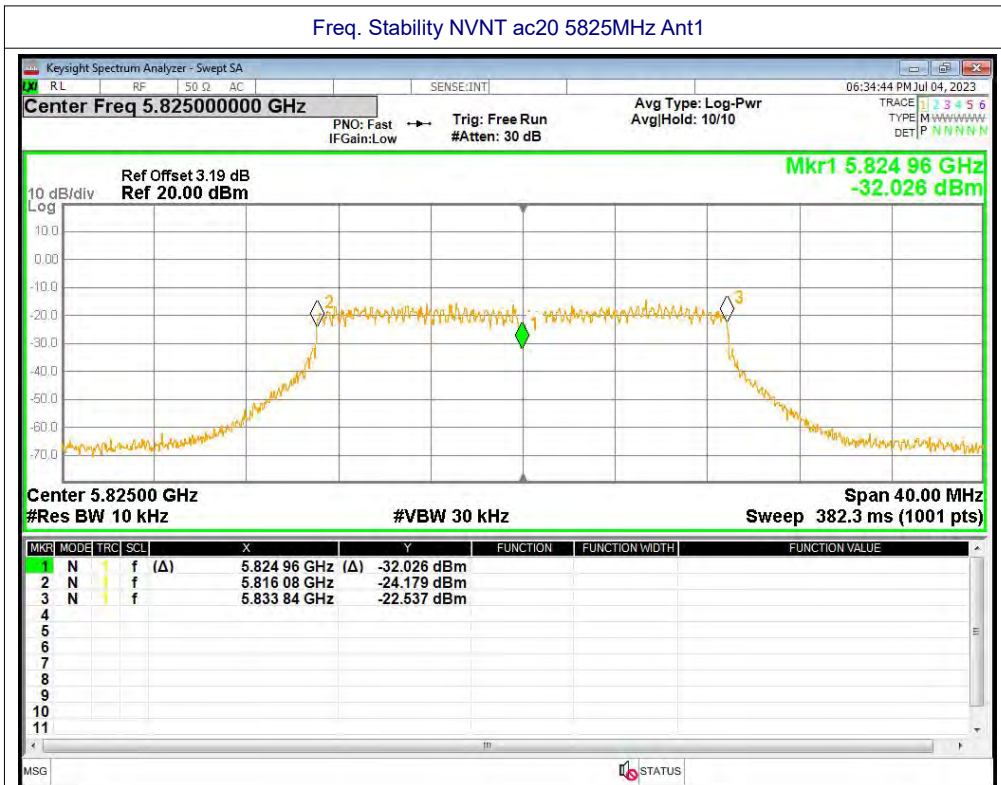 Freq. Stability NVNT ac20 5825MHz Ant1
Keysight Spectrum Analyzer - Swept SA
LXI RL RF 50 Ω AC SENSE:INT 06:34:44 PM Jul 04, 2023
Center Freq 5.825000000 GHz
PNO: Fast
IFGain:Low
Trig: Free Run
#Atten: 30 dB
Avg Type: Log-Pwr
Avg|Hold: 10/10
TRACE 1 2 3 4 5 6
TYPE M WWWWW
DET P N N N N N
Mkr1 5.824 96 GHz
-32.026 dBm
Ref Offset 3.19 dB
10 dB/div Ref 20.00 dBm
Log
10.0
0.00
-10.0
-20.0
-30.0
-40.0
-50.0
-60.0
-70.0
2
1
3
Center 5.82500 GHz Span 40.00 MHz
#Res BW 10 kHz #VBW 30 kHz Sweep 382.3 ms (1001 pts)
MKR MODE TRC SCL X Y FUNCTION FUNCTION WIDTH FUNCTION VALUE
1 N 1 f (Δ) 5.824 96 GHz (Δ) -32.026 dBm
2 N 1 f 5.816 08 GHz -24.179 dBm
3 N 1 f 5.833 84 GHz -22.537 dBm
4
5
6
7
8
9
10
11
MSG STATUS